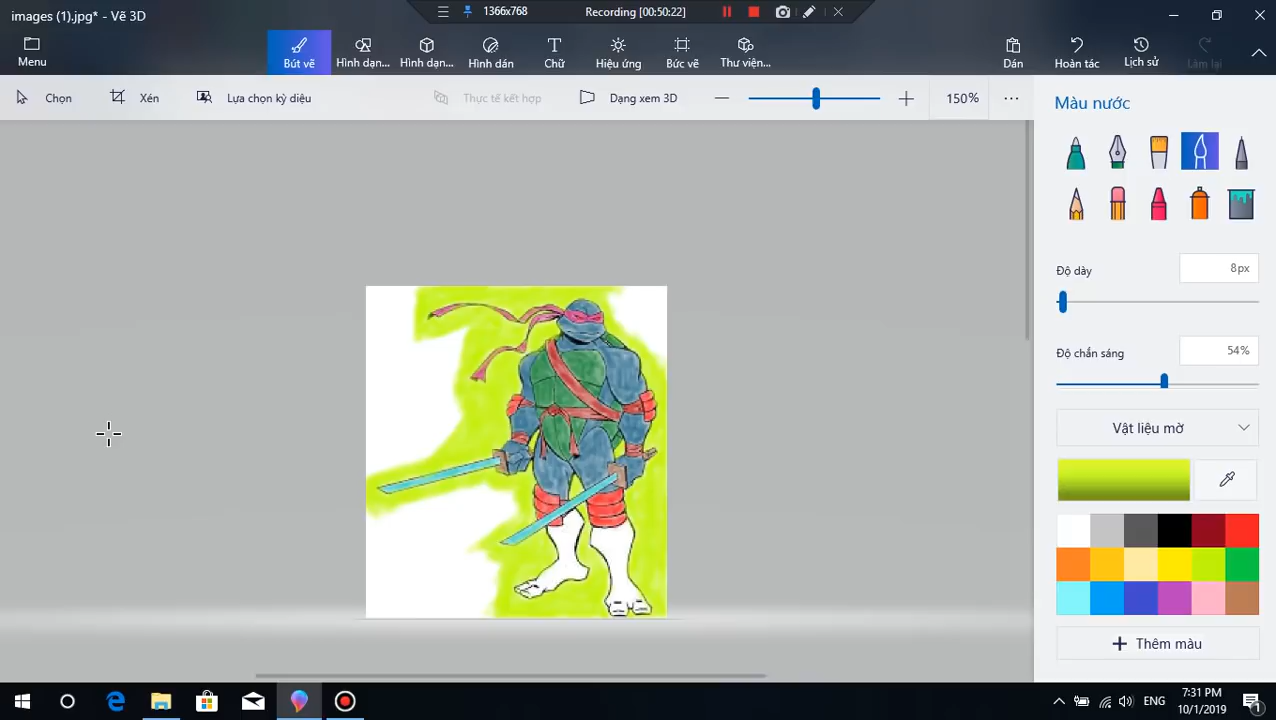 images (1).jpg* - Vẽ 3D
1366x768
Recording [00:50:22]
Menu
Bút vẽ
Hình dạn...
Hình dạn...
Hình dán
Chữ
Hiệu ứng
Bức vẽ
Thư viện...
Dán
Hoàn tác
Lịch sử
Làm lại
Chọn
Xén
Lựa chọn kỳ diệu
Thực tế kết hợp
Dạng xem 3D
150%
Màu nước
Độ dày
8px
Độ chắn sáng
54%
Vật liệu mờ
Thêm màu
ENG
7:31 PM
10/1/2019
1